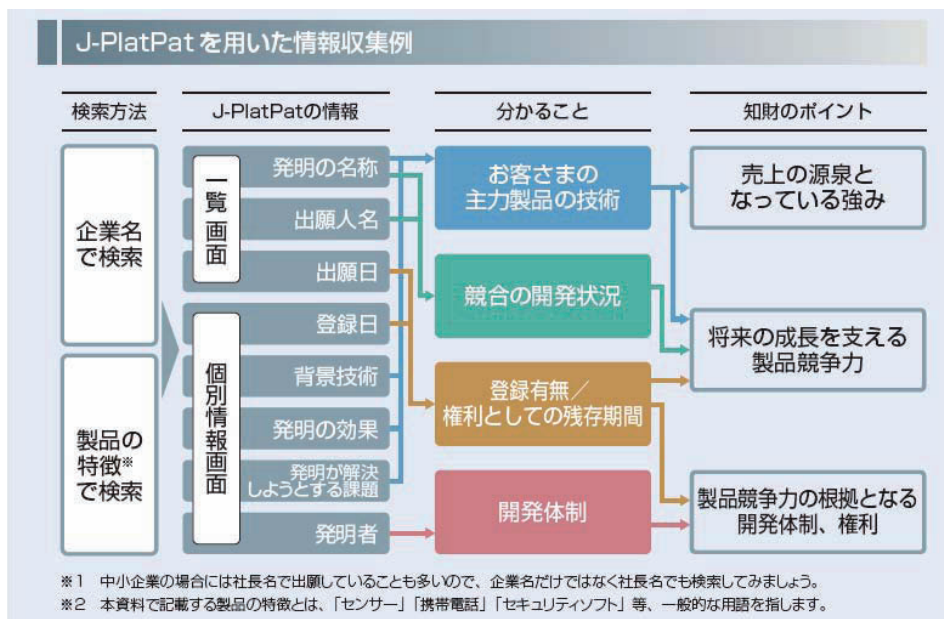 J-PlatPatを用いた情報収集例
検索方法
J-PlatPatの情報
分かること
知財のポイント
企業名
で検索
製品の
特徴※
で検索
一覧画面
発明の名称
出願人名
出願日
個別情報画面
登録日
背景技術
発明の効果
発明が解決
しようとする課題
発明者
お客さまの
主力製品の技術
競合の開発状況
登録有無／
権利としての残存期間
開発体制
売上の源泉と
なっている強み
将来の成長を支える
製品競争力
製品競争力の根拠となる
開発体制、権利
※1　中小企業の場合には社長名で出願していることも多いので、企業名だけではなく社長名でも検索してみましょう。
※2　本資料で記載する製品の特徴とは、「センサー」「携帯電話」「セキュリティソフト」等、一般的な用語を指します。